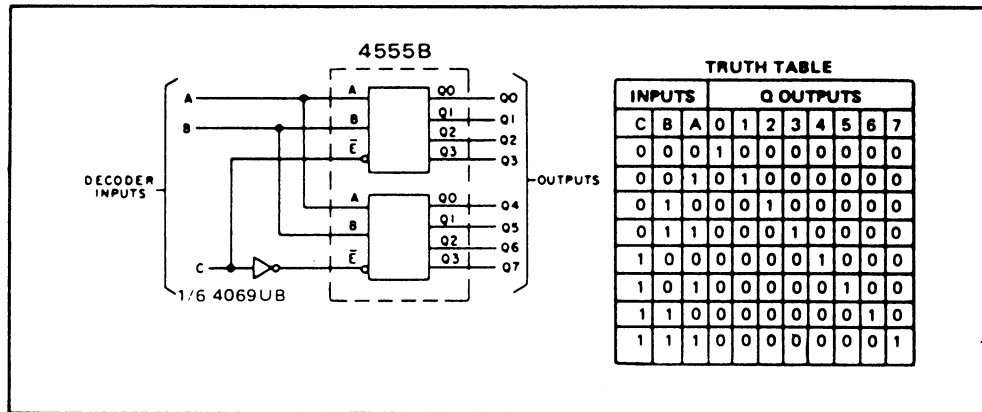 4555B
A
B
C
DECODER
INPUTS
1/6 4069UB
A
B
E
Q0
Q1
Q2
Q3
A
B
E
Q0
Q1
Q2
Q3
Q0
Q1
Q2
Q3
Q4
Q5
Q6
Q7
OUTPUTS
TRUTH TABLE
INPUTS Q OUTPUTS
C B A 0 1 2 3 4 5 6 7
0 0 0 1 0 0 0 0 0 0 0
0 0 1 0 1 0 0 0 0 0 0
0 1 0 0 0 1 0 0 0 0 0
0 1 1 0 0 0 1 0 0 0 0
1 0 0 0 0 0 0 1 0 0 0
1 0 1 0 0 0 0 0 1 0 0
1 1 0 0 0 0 0 0 0 1 0
1 1 1 0 0 0 0 0 0 0 1